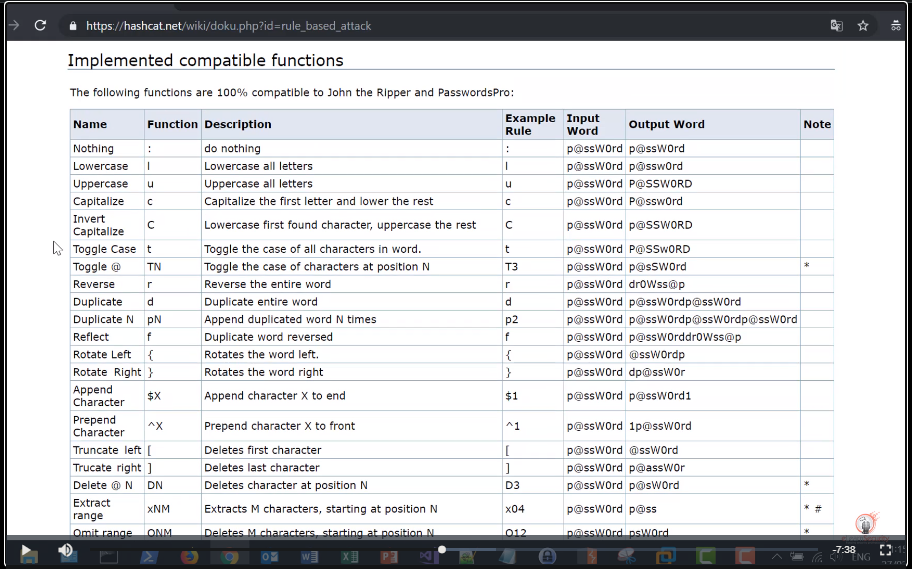 https://hashcat.net/wiki/doku.php?id=rule_based_attack
Implemented compatible functions
The following functions are 100% compatible to John the Ripper and PasswordsPro:
Name Function Description Example Rule Input Word Output Word Note
Nothing : do nothing : p@ssW0rd p@ssW0rd
Lowercase l Lowercase all letters l p@ssW0rd p@ssw0rd
Uppercase u Uppercase all letters u p@ssW0rd P@SSW0RD
Capitalize c Capitalize the first letter and lower the rest c p@ssW0rd P@ssw0rd
Invert Capitalize C Lowercase first found character, uppercase the rest C p@ssW0rd p@SSW0RD
Toggle Case t Toggle the case of all characters in word. t p@ssW0rd P@SSw0RD
Toggle @ TN Toggle the case of characters at position N T3 p@ssW0rd p@sSW0rd *
Reverse r Reverse the entire word r p@ssW0rd dr0Wss@p
Duplicate d Duplicate entire word d p@ssW0rd p@ssW0rdp@ssW0rd
Duplicate N pN Append duplicated word N times p2 p@ssW0rd p@ssW0rdp@ssW0rdp@ssW0rd
Reflect f Duplicate word reversed f p@ssW0rd p@ssW0rddr0Wss@p
Rotate Left { Rotates the word left. { p@ssW0rd @ssW0rdp
Rotate Right } Rotates the word right } p@ssW0rd dp@ssW0r
Append Character $X Append character X to end $1 p@ssW0rd p@ssW0rd1
Prepend Character ^X Prepend character X to front ^1 p@ssW0rd 1p@ssW0rd
Truncate left [ Deletes first character [ p@ssW0rd @ssW0rd
Trucate right ] Deletes last character ] p@ssW0rd p@assW0r
Delete @ N DN Deletes character at position N D3 p@ssW0rd p@sW0rd *
Extract range xNM Extracts M characters, starting at position N x04 p@ssW0rd p@ss * #
Omit range ONM Deletes M characters, starting at position N O12 p@ssW0rd psW0rd *
-7:38
ENG